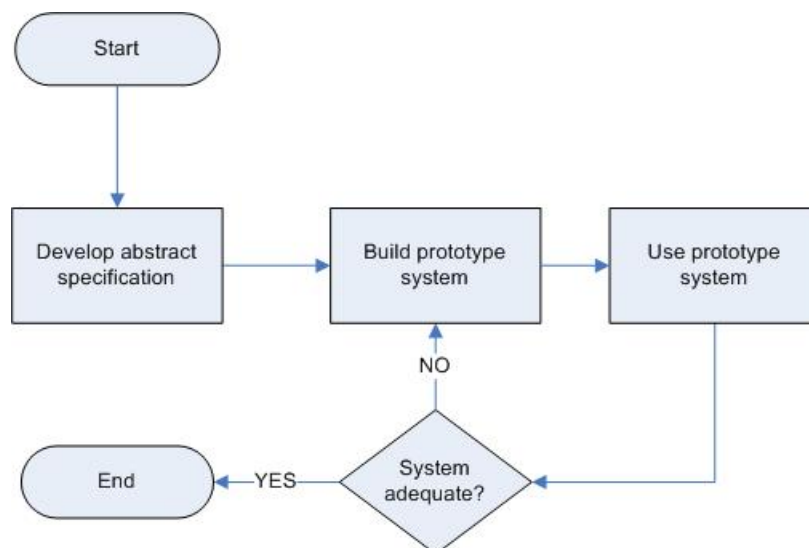 Start
Develop abstract
specification
Build prototype
system
Use prototype
system
NO
System
adequate?
YES
End